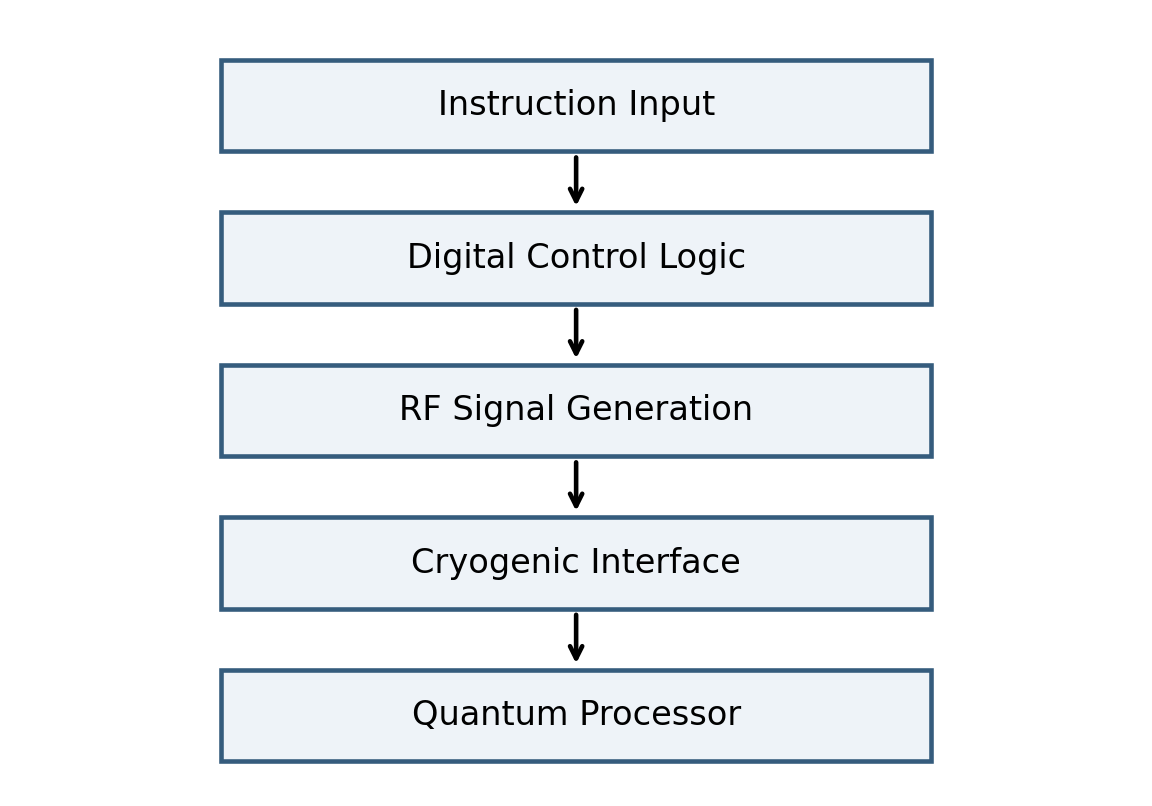 Instruction Input
Digital Control Logic
RF Signal Generation
Cryogenic Interface
Quantum Processor